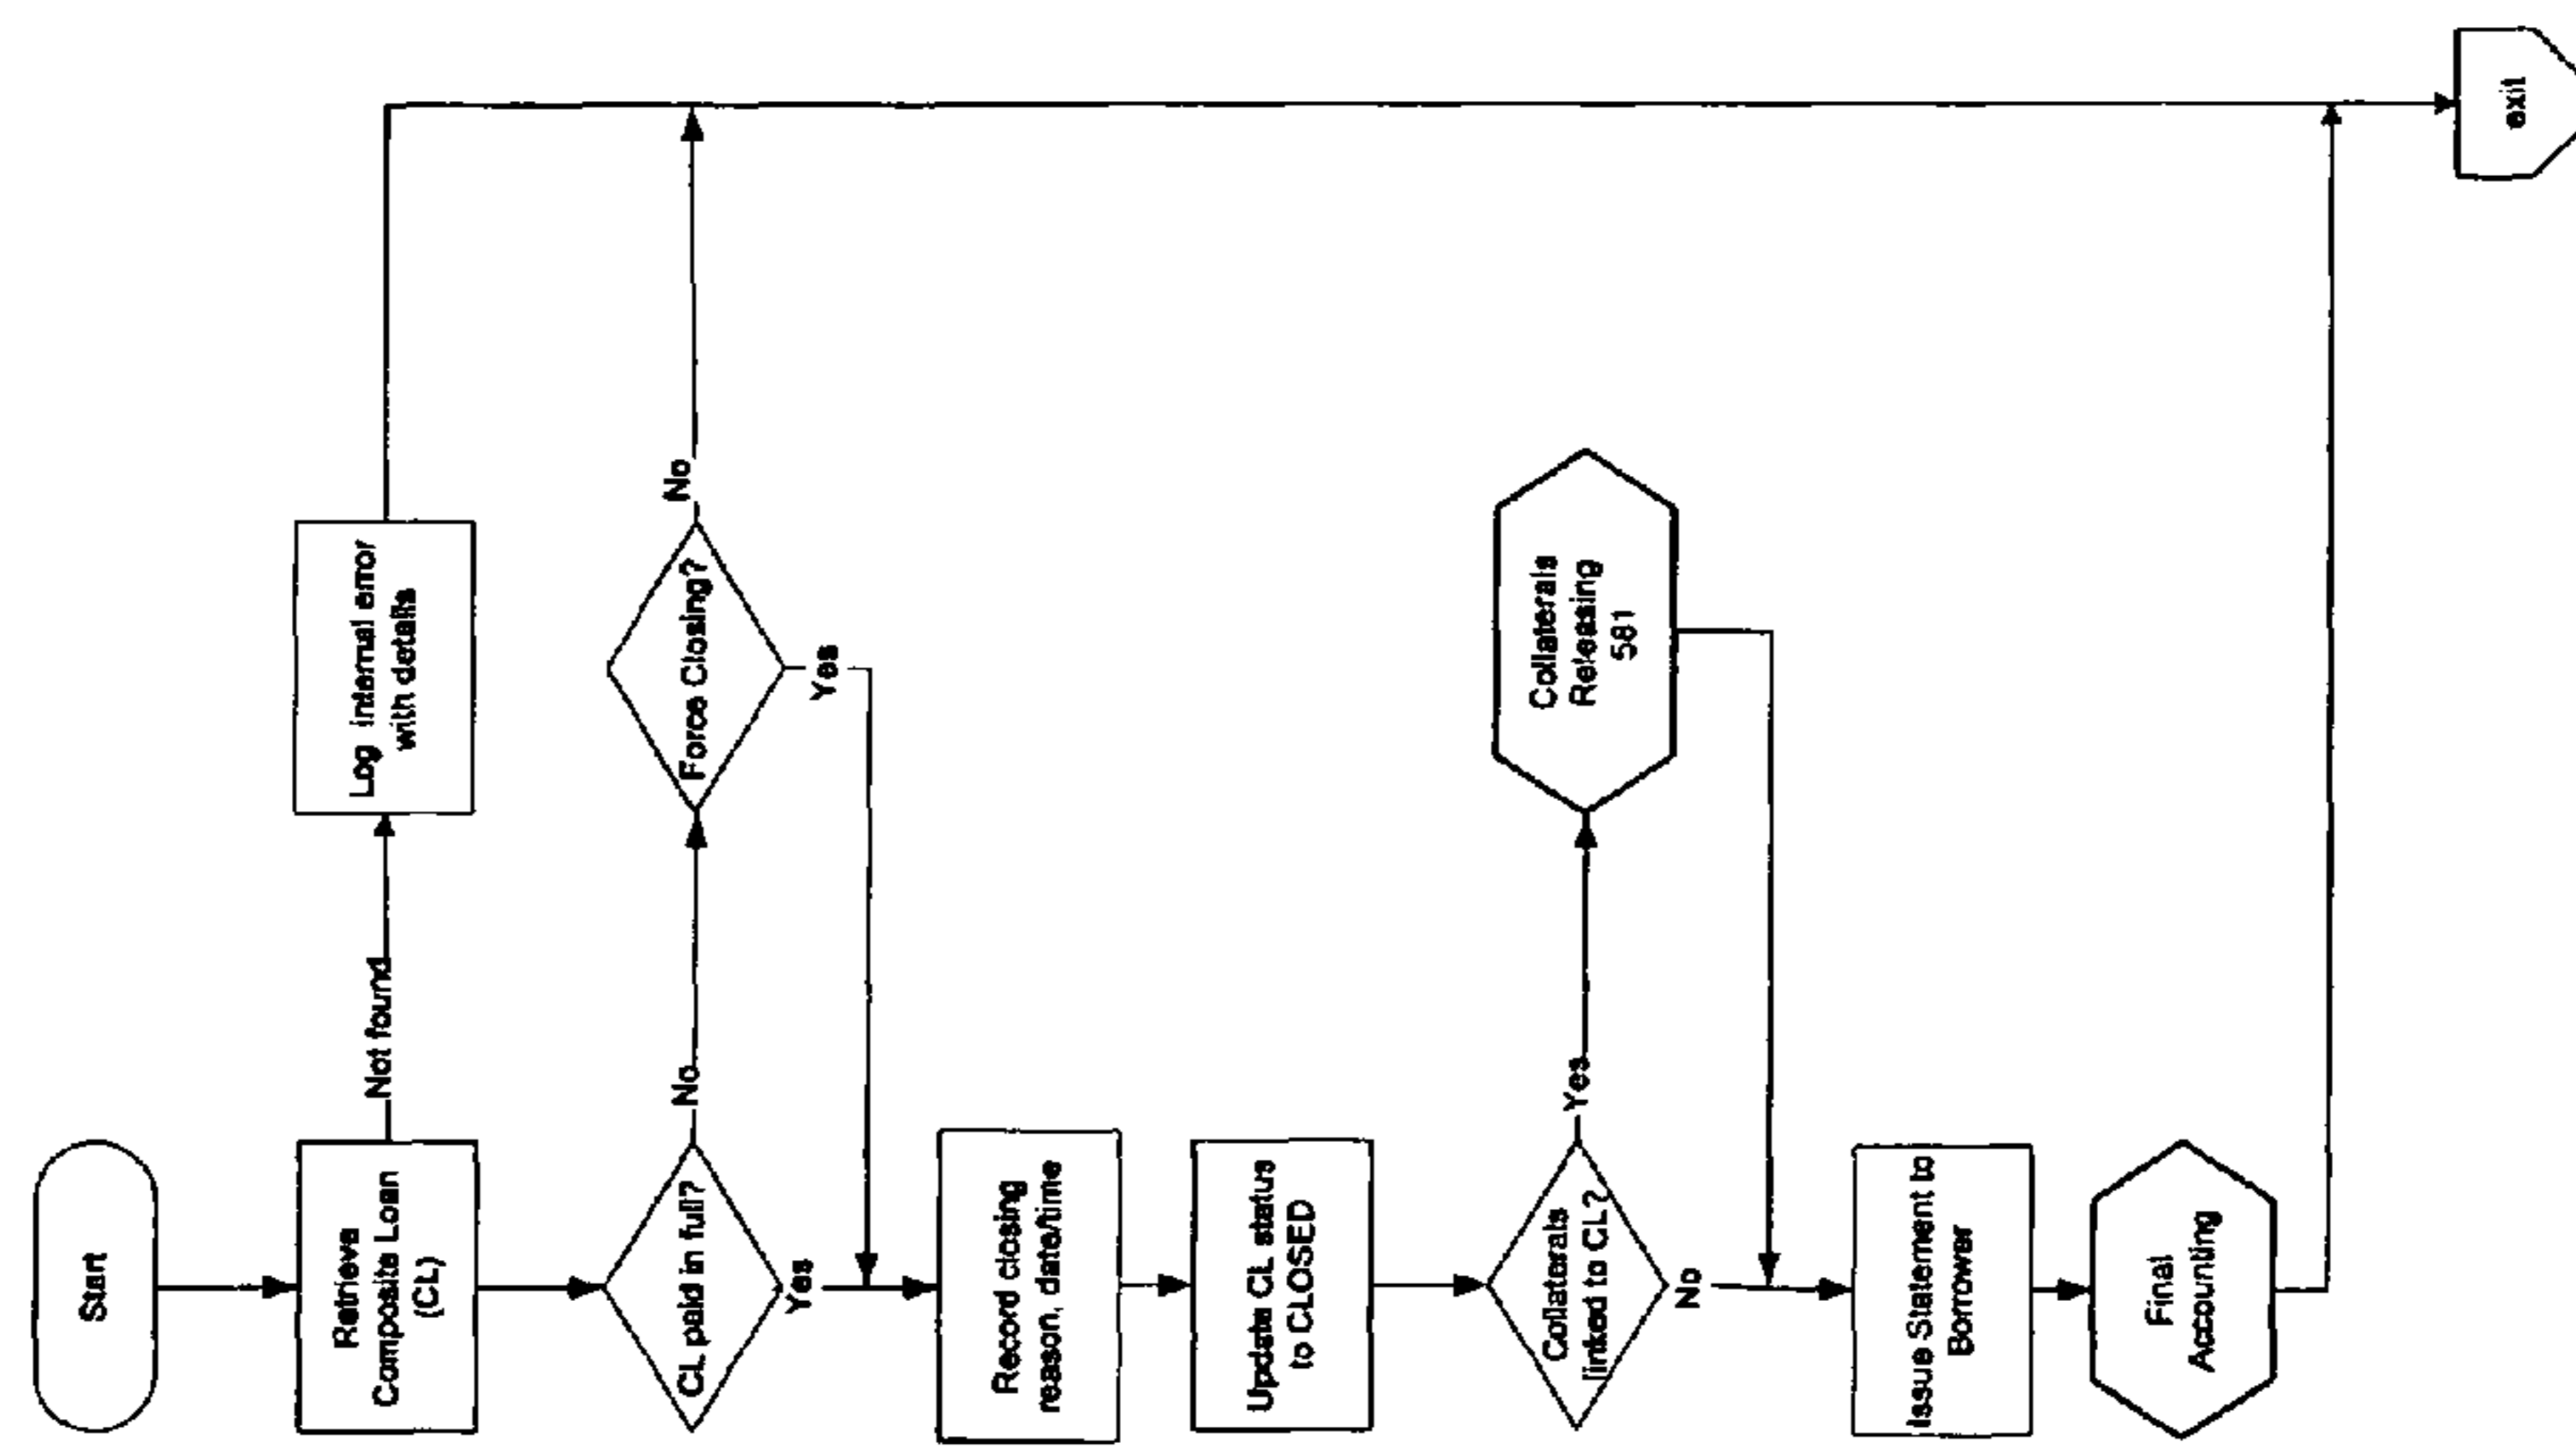 Start
Retrieve
Composite Loan
(CL)
Not found
Log internal error
with details
CL paid in full?
No
Force Closing?
No
Yes
Yes
Record closing
reason, date/time
Update CL status
to CLOSED
Collaterals
linked to CL?
Yes
Collaterals
Releasing
581
No
Issue Statement to
Borrower
Final
Accounting
exit